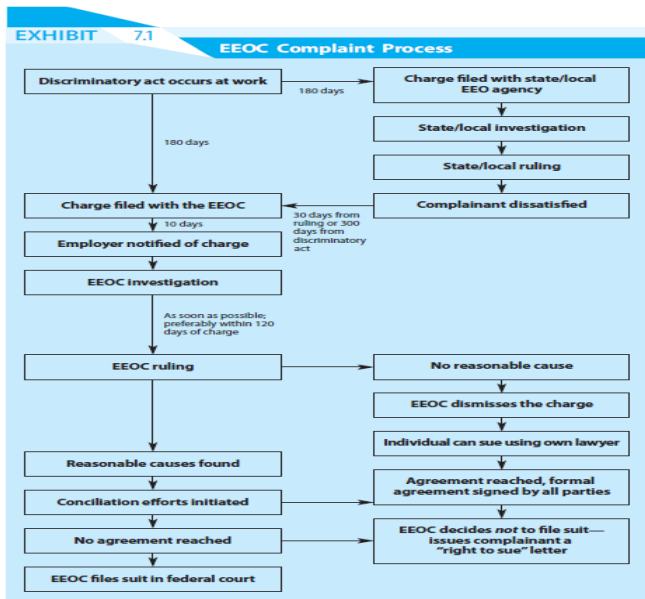 EXHIBIT 7.1
EEOC Complaint Process
Discriminatory act occurs at work
180 days
Charge filed with state/local
EEO agency
State/local investigation
180 days
State/local ruling
Charge filed with the EEOC
Complainant dissatisfied
10 days
30 days from
ruling or 300
days from
discriminatory
act
Employer notified of charge
EEOC investigation
As soon as possible;
preferably within 120
days of charge
EEOC ruling
No reasonable cause
EEOC dismisses the charge
Individual can sue using own lawyer
Reasonable causes found
Agreement reached, formal
agreement signed by all parties
Conciliation efforts initiated
No agreement reached
EEOC decides not to file suit—
issues complainant a
“right to sue” letter
EEOC files suit in federal court